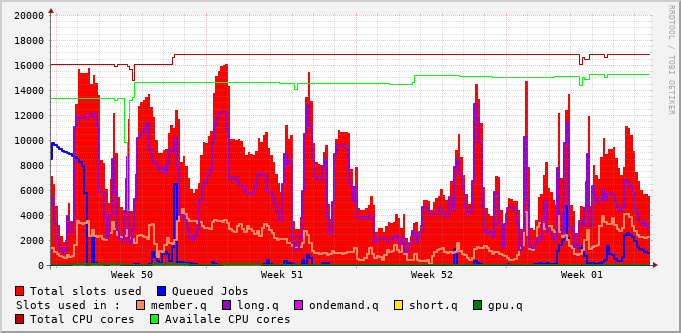 20000
18000
16000
14000
12000
10000
8000
6000
4000
2000
0
Week 50 Week 51 Week 52 Week 01
RRDTOOL / TOBI OETIKER
Total slots used Queued Jobs
Slots used in : member.q long.q ondemand.q short.q gpu.q
Total CPU cores Availale CPU cores